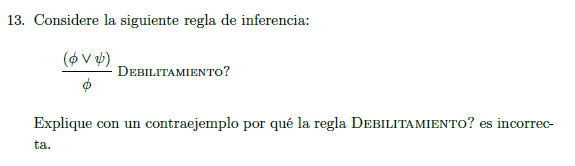 13. Considere la siguiente regla de inferencia:
(ϕ ∨ ψ)
ϕ
DEBILITAMIENTO?
Explique con un contraejemplo por qué la regla DEBILITAMIENTO? es incorrec-
ta.